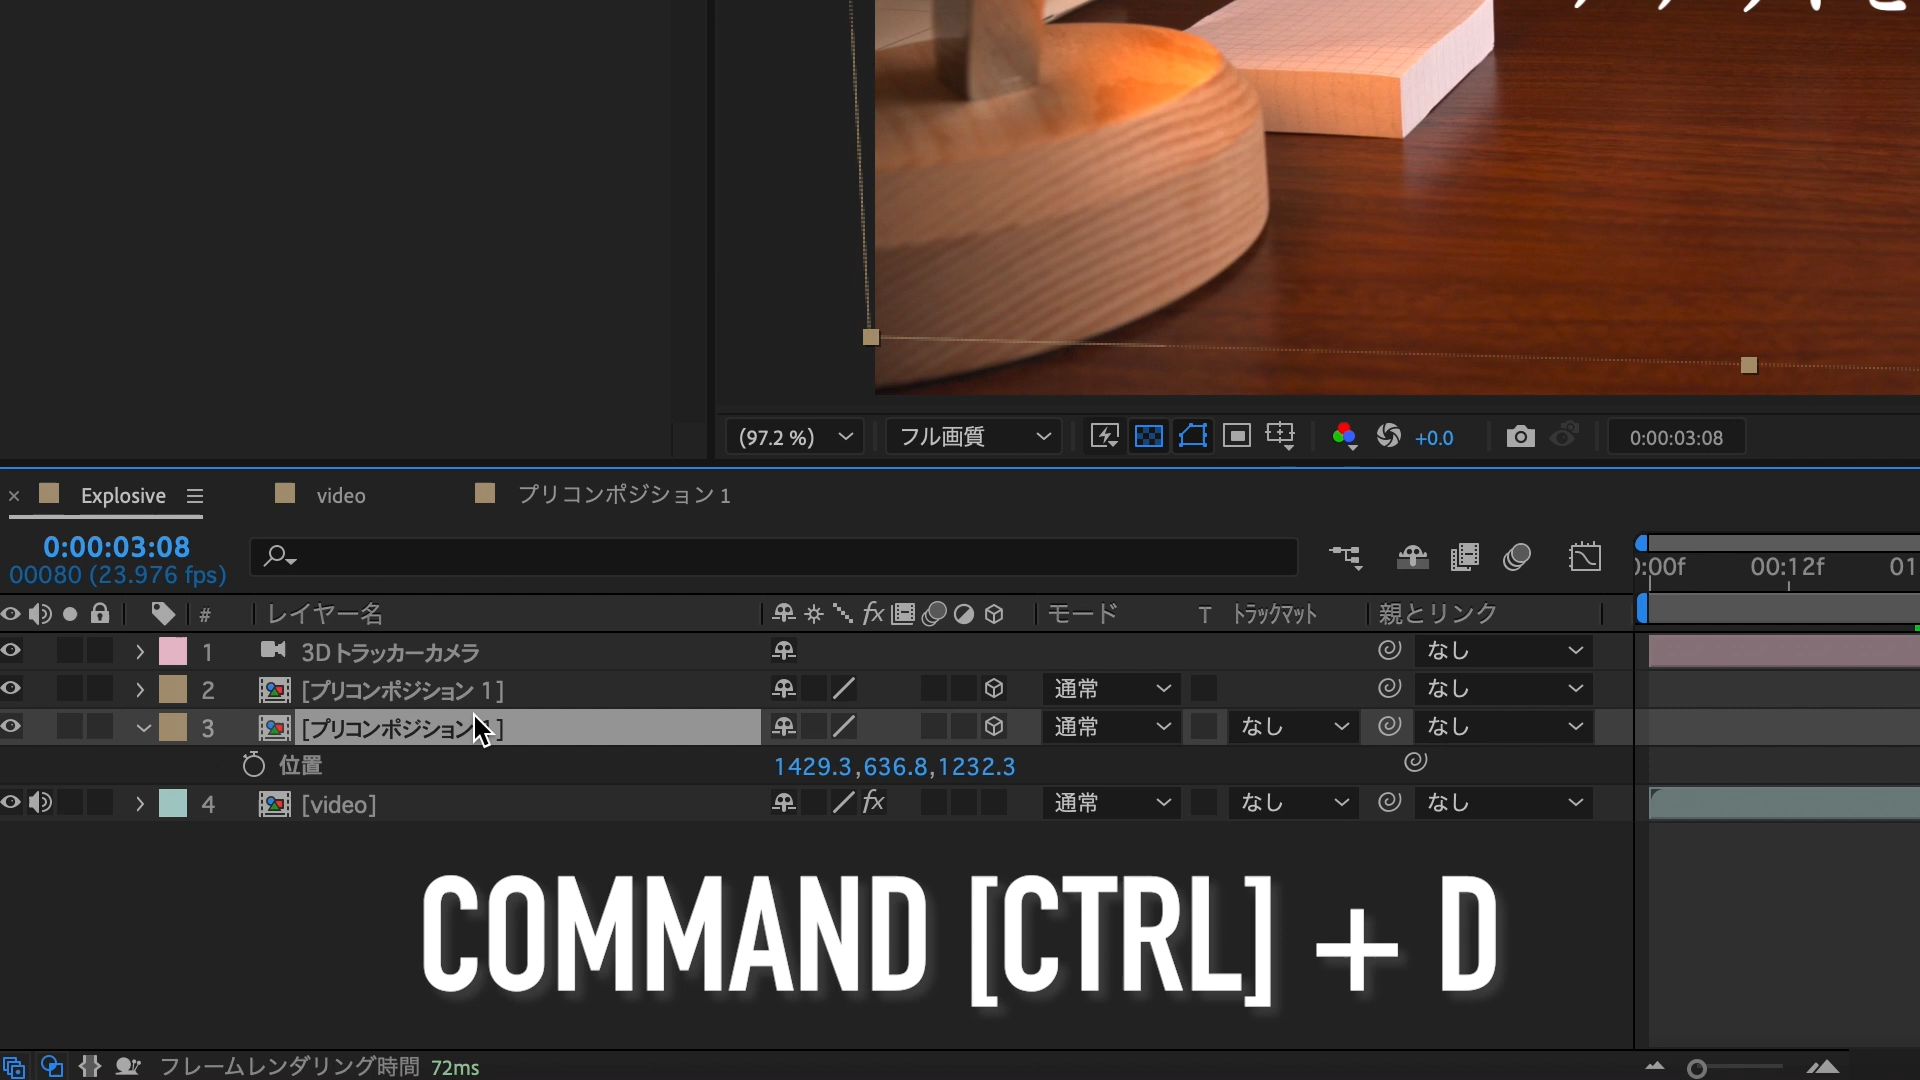 (97.2 %) フル画質 +0.0 0:00:03:08
× Explosive video プリコンポジション 1
0:00:03:08
00080 (23.976 fps)
):00f 00:12f 01
# レイヤー名 fx モード T トラックマット 親とリンク
1 3D トラッカーカメラ なし
2 [プリコンポジション 1] 通常 なし
3 [プリコンポジション 1] 通常 なし なし
位置 1429.3,636.8,1232.3
4 [video] fx 通常 なし なし
COMMAND [CTRL] + D
フレームレンダリング時間 72ms